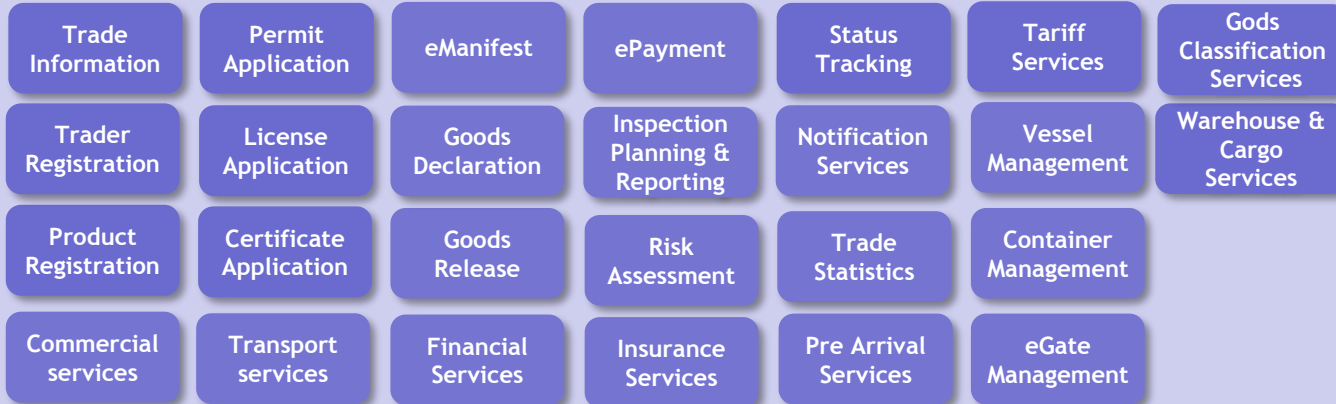 Trade
Information
Permit
Application
eManifest
ePayment
Status
Tracking
Tariff
Services
Gods
Classification
Services
Trader
Registration
License
Application
Goods
Declaration
Inspection
Planning &
Reporting
Notification
Services
Vessel
Management
Warehouse &
Cargo
Services
Product
Registration
Certificate
Application
Goods
Release
Risk
Assessment
Trade
Statistics
Container
Management
Commercial
services
Transport
services
Financial
Services
Insurance
Services
Pre Arrival
Services
eGate
Management